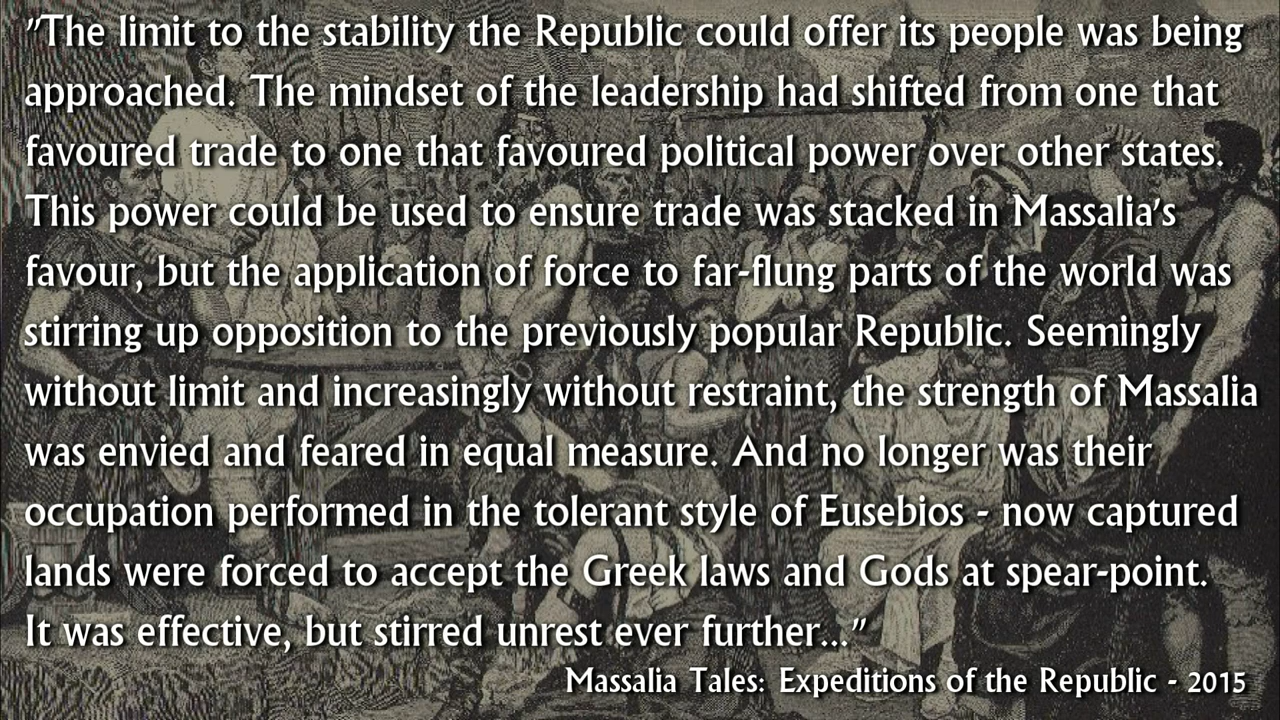 "The limit to the stability the Republic could offer its people was being
approached. The mindset of the leadership had shifted from one that
favoured trade to one that favoured political power over other states.
This power could be used to ensure trade was stacked in Massalia's
favour, but the application of force to far-flung parts of the world was
stirring up opposition to the previously popular Republic. Seemingly
without limit and increasingly without restraint, the strength of Massalia
was envied and feared in equal measure. And no longer was their
occupation performed in the tolerant style of Eusebios - now captured
lands were forced to accept the Greek laws and Gods at spear-point.
It was effective, but stirred unrest ever further..."
Massalia Tales: Expeditions of the Republic - 2015